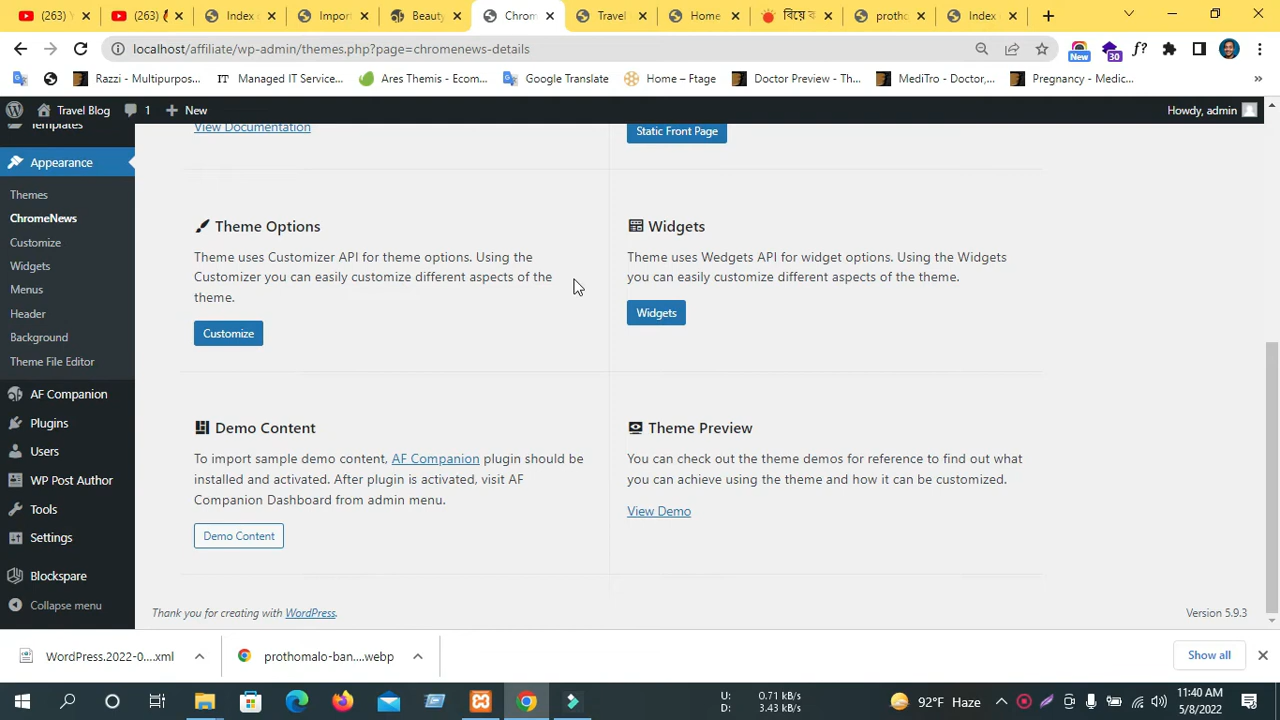 (263) Y
(263)
Index o
Import
Beauty
Chrom
Travel
Home
বিয়ে ক
protho
Index o
localhost/affiliate/wp-admin/themes.php?page=chromenews-details
New
30
f?
Razzi - Multipurpos...
IT Managed IT Service...
Ares Themis - Ecom...
Google Translate
Home – Ftage
Doctor Preview - Th...
MediTro - Doctor,...
Pregnancy - Medic...
»
Travel Blog
1
New
Howdy, admin
Templates
View Documentation
Static Front Page
Appearance
Themes
ChromeNews
Customize
Widgets
Menus
Header
Background
Theme File Editor
AF Companion
Plugins
Users
WP Post Author
Tools
Settings
Blockspare
Collapse menu
Theme Options
Theme uses Customizer API for theme options. Using the
Customizer you can easily customize different aspects of the
theme.
Customize
Widgets
Theme uses Wedgets API for widget options. Using the Widgets
you can easily customize different aspects of the theme.
Widgets
Demo Content
To import sample demo content, AF Companion plugin should be
installed and activated. After plugin is activated, visit AF
Companion Dashboard from admin menu.
Demo Content
Theme Preview
You can check out the theme demos for reference to find out what
you can achieve using the theme and how it can be customized.
View Demo
Thank you for creating with WordPress.
Version 5.9.3
WordPress.2022-0....xml
prothomalo-ban....webp
Show all
U: 0.71 kB/s
D: 3.43 kB/s
92°F Haze
11:40 AM
5/8/2022